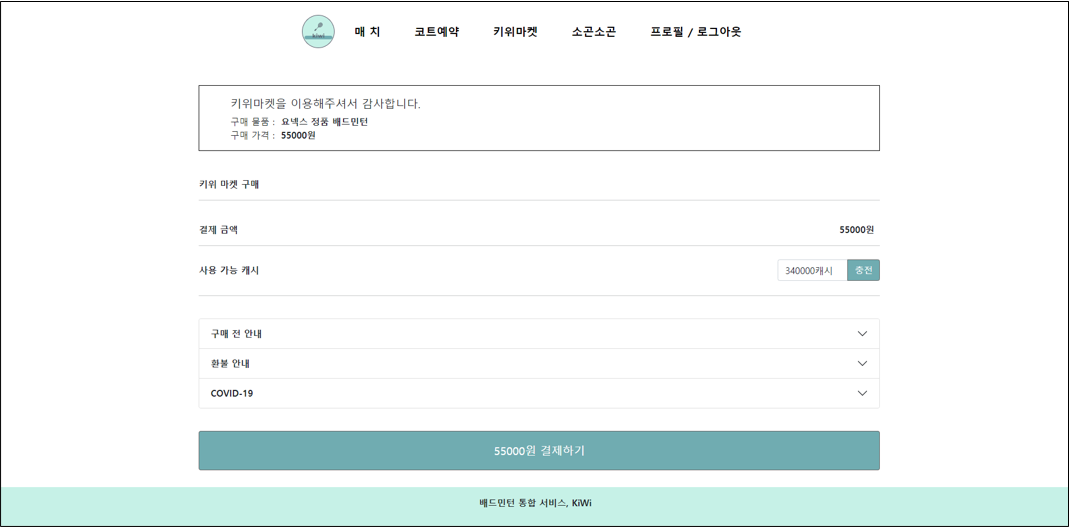 kiwi
매 치 코트예약 키위마켓 소곤소곤 프로필 / 로그아웃
키위마켓을 이용해주셔서 감사합니다.
구매 물품 : 요넥스 정품 배드민턴
구매 가격 : 55000원
키위 마켓 구매
결제 금액 55000원
사용 가능 캐시 340000캐시 충전
구매 전 안내
환불 안내
COVID-19
55000원 결제하기
배드민턴 통합 서비스, KiWi